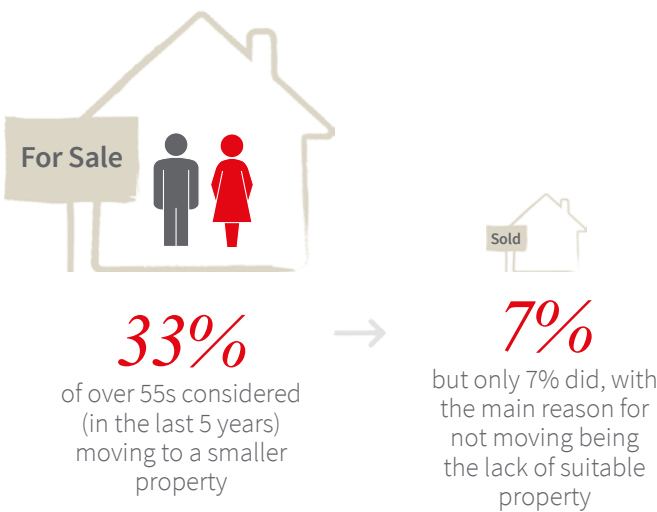 For Sale
Sold
33%
of over 55s considered
(in the last 5 years)
moving to a smaller
property
7%
but only 7% did, with
the main reason for
not moving being
the lack of suitable
property